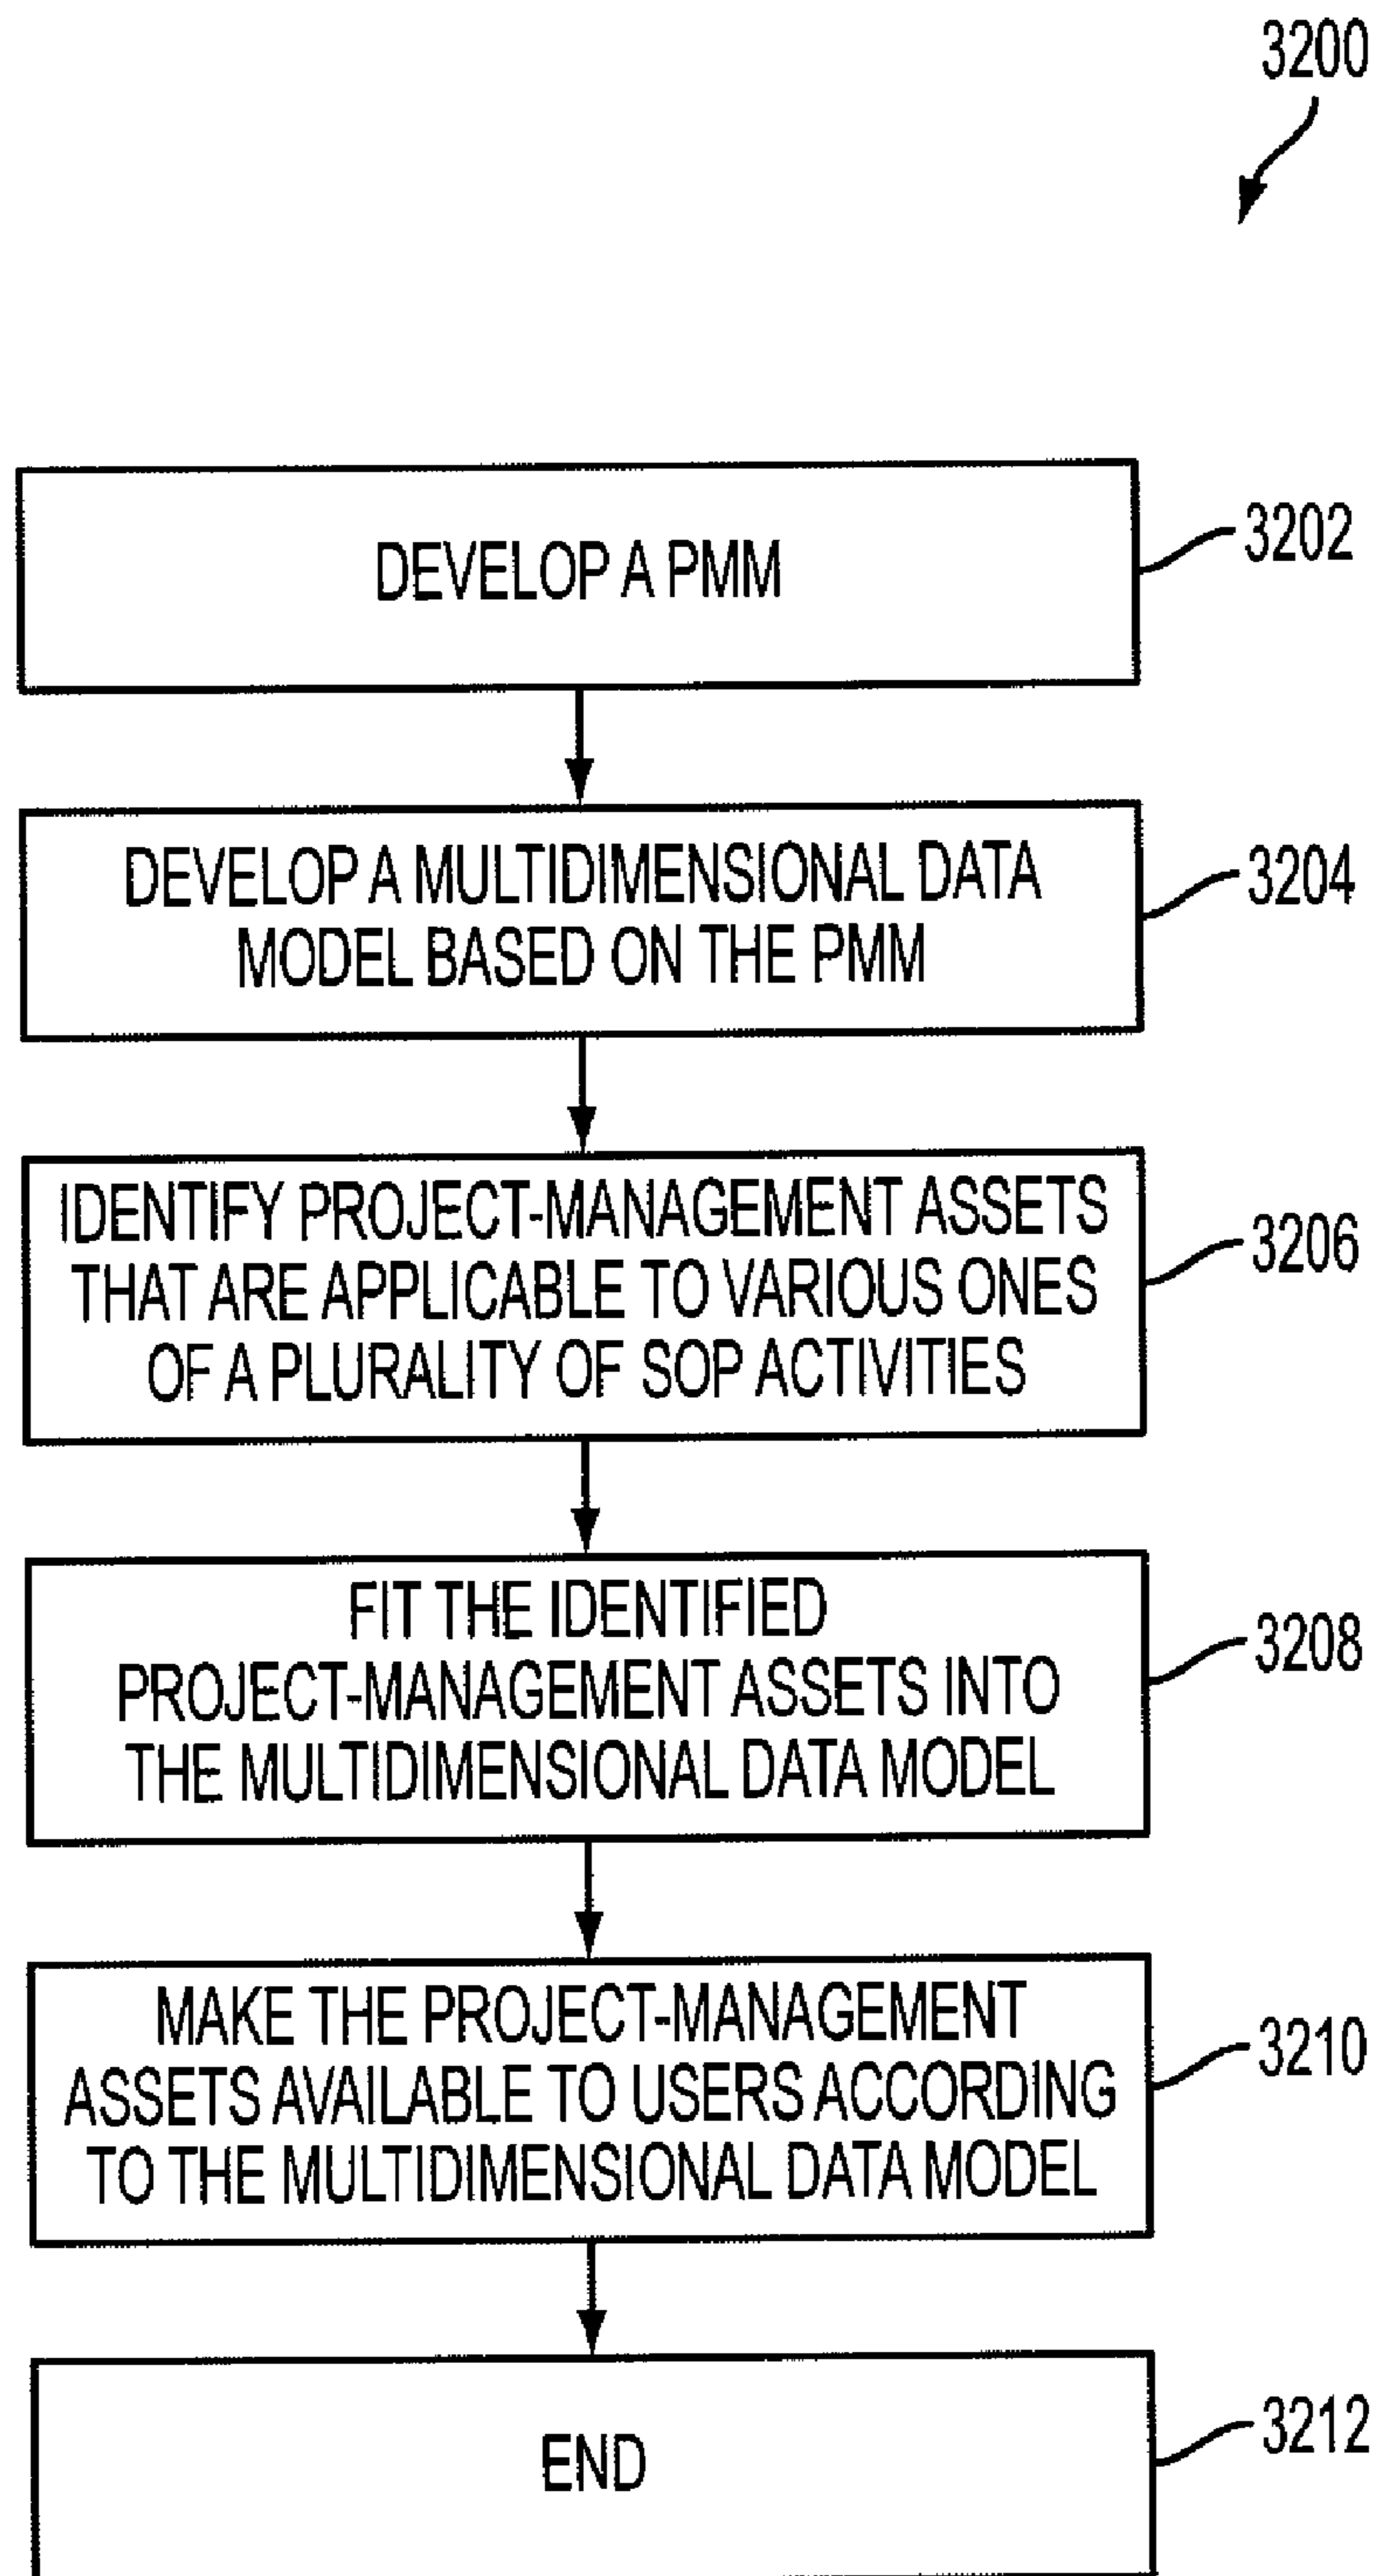 3200
DEVELOP A PMM
3202
DEVELOP A MULTIDIMENSIONAL DATA
MODEL BASED ON THE PMM
3204
IDENTIFY PROJECT-MANAGEMENT ASSETS
THAT ARE APPLICABLE TO VARIOUS ONES
OF A PLURALITY OF SOP ACTIVITIES
3206
FIT THE IDENTIFIED
PROJECT-MANAGEMENT ASSETS INTO
THE MULTIDIMENSIONAL DATA MODEL
3208
MAKE THE PROJECT-MANAGEMENT
ASSETS AVAILABLE TO USERS ACCORDING
TO THE MULTIDIMENSIONAL DATA MODEL
3210
END
3212